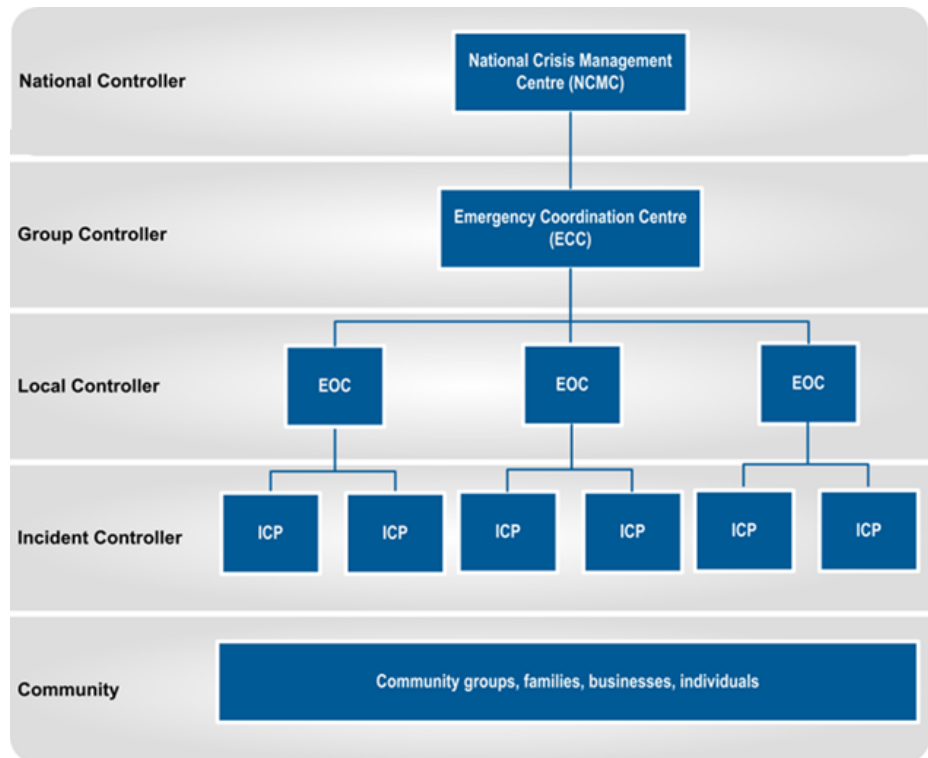 National Controller
National Crisis Management
Centre (NCMC)
Group Controller
Emergency Coordination Centre
(ECC)
Local Controller
EOC
EOC
EOC
Incident Controller
ICP
ICP
ICP
ICP
ICP
ICP
Community
Community groups, families, businesses, individuals